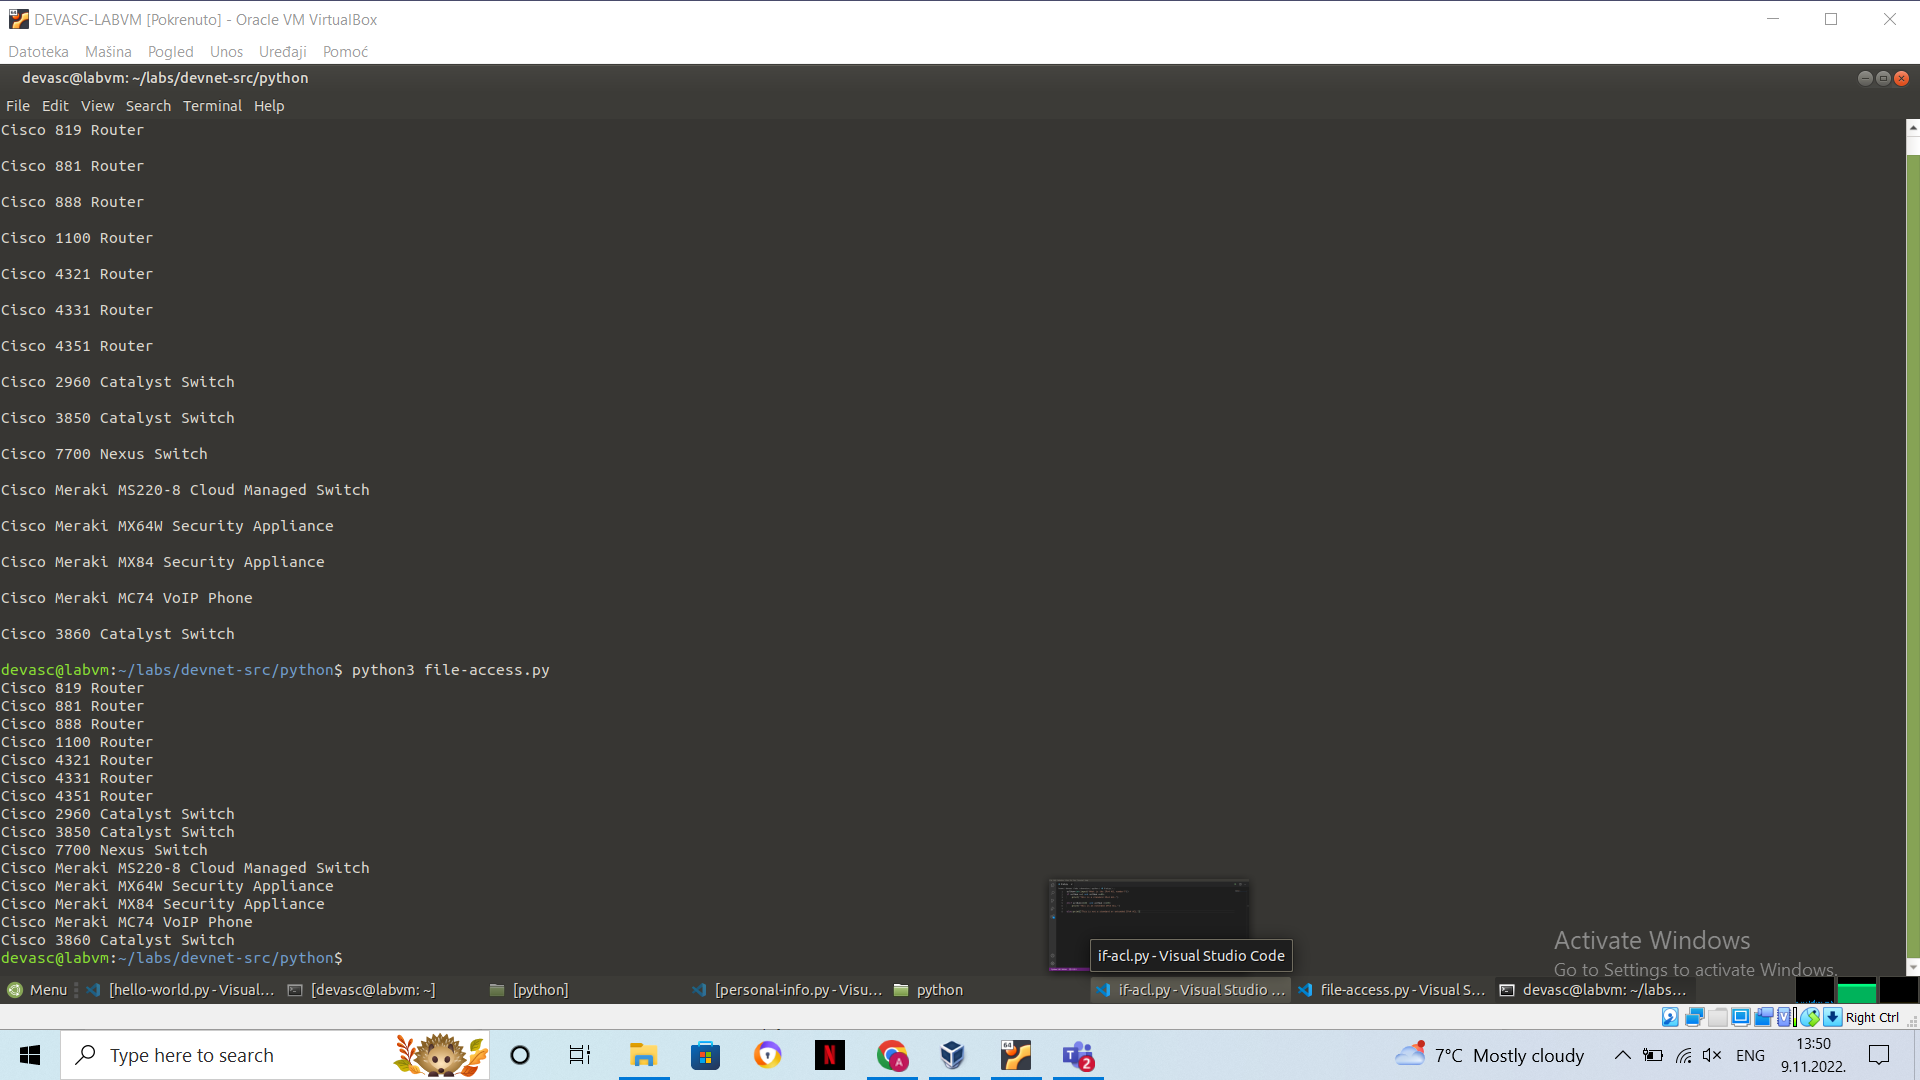 DEVASC-LABVM [Pokrenuto] - Oracle VM VirtualBox
Datoteka Mašina Pogled Unos Uređaji Pomoć
devasc@labvm: ~/labs/devnet-src/python
File Edit View Search Terminal Help
Cisco 819 Router
Cisco 881 Router
Cisco 888 Router
Cisco 1100 Router
Cisco 4321 Router
Cisco 4331 Router
Cisco 4351 Router
Cisco 2960 Catalyst Switch
Cisco 3850 Catalyst Switch
Cisco 7700 Nexus Switch
Cisco Meraki MS220-8 Cloud Managed Switch
Cisco Meraki MX64W Security Appliance
Cisco Meraki MX84 Security Appliance
Cisco Meraki MC74 VoIP Phone
Cisco 3860 Catalyst Switch
devasc@labvm:~/labs/devnet-src/python$ python3 file-access.py
Cisco 819 Router
Cisco 881 Router
Cisco 888 Router
Cisco 1100 Router
Cisco 4321 Router
Cisco 4331 Router
Cisco 4351 Router
Cisco 2960 Catalyst Switch
Cisco 3850 Catalyst Switch
Cisco 7700 Nexus Switch
Cisco Meraki MS220-8 Cloud Managed Switch
Cisco Meraki MX64W Security Appliance
Cisco Meraki MX84 Security Appliance
Cisco Meraki MC74 VoIP Phone
Cisco 3860 Catalyst Switch
devasc@labvm:~/labs/devnet-src/python$
if-acl.py - Visual Studio Code
Activate Windows
Go to Settings to activate Windows.
Menu [hello-world.py - Visual... [devasc@labvm: ~] [python] [personal-info.py - Visu... python if-acl.py - Visual Studio ... file-access.py - Visual S... devasc@labvm: ~/labs...
Right Ctrl
Type here to search
7°C Mostly cloudy
ENG
13:50
9.11.2022.